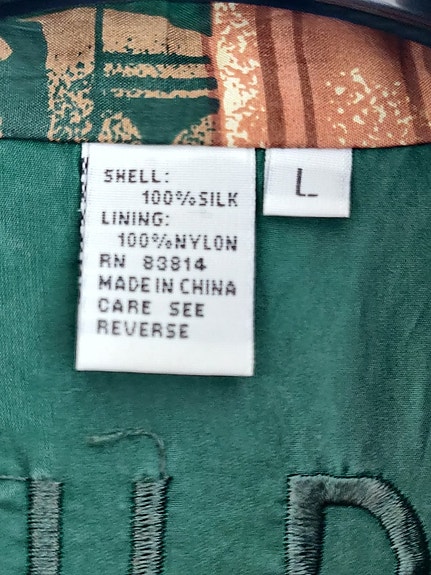 SHELL:
100%SILK
LINING:
100%NYLON
RN 83814
MADE IN CHINA
CARE SEE
REVERSE
L